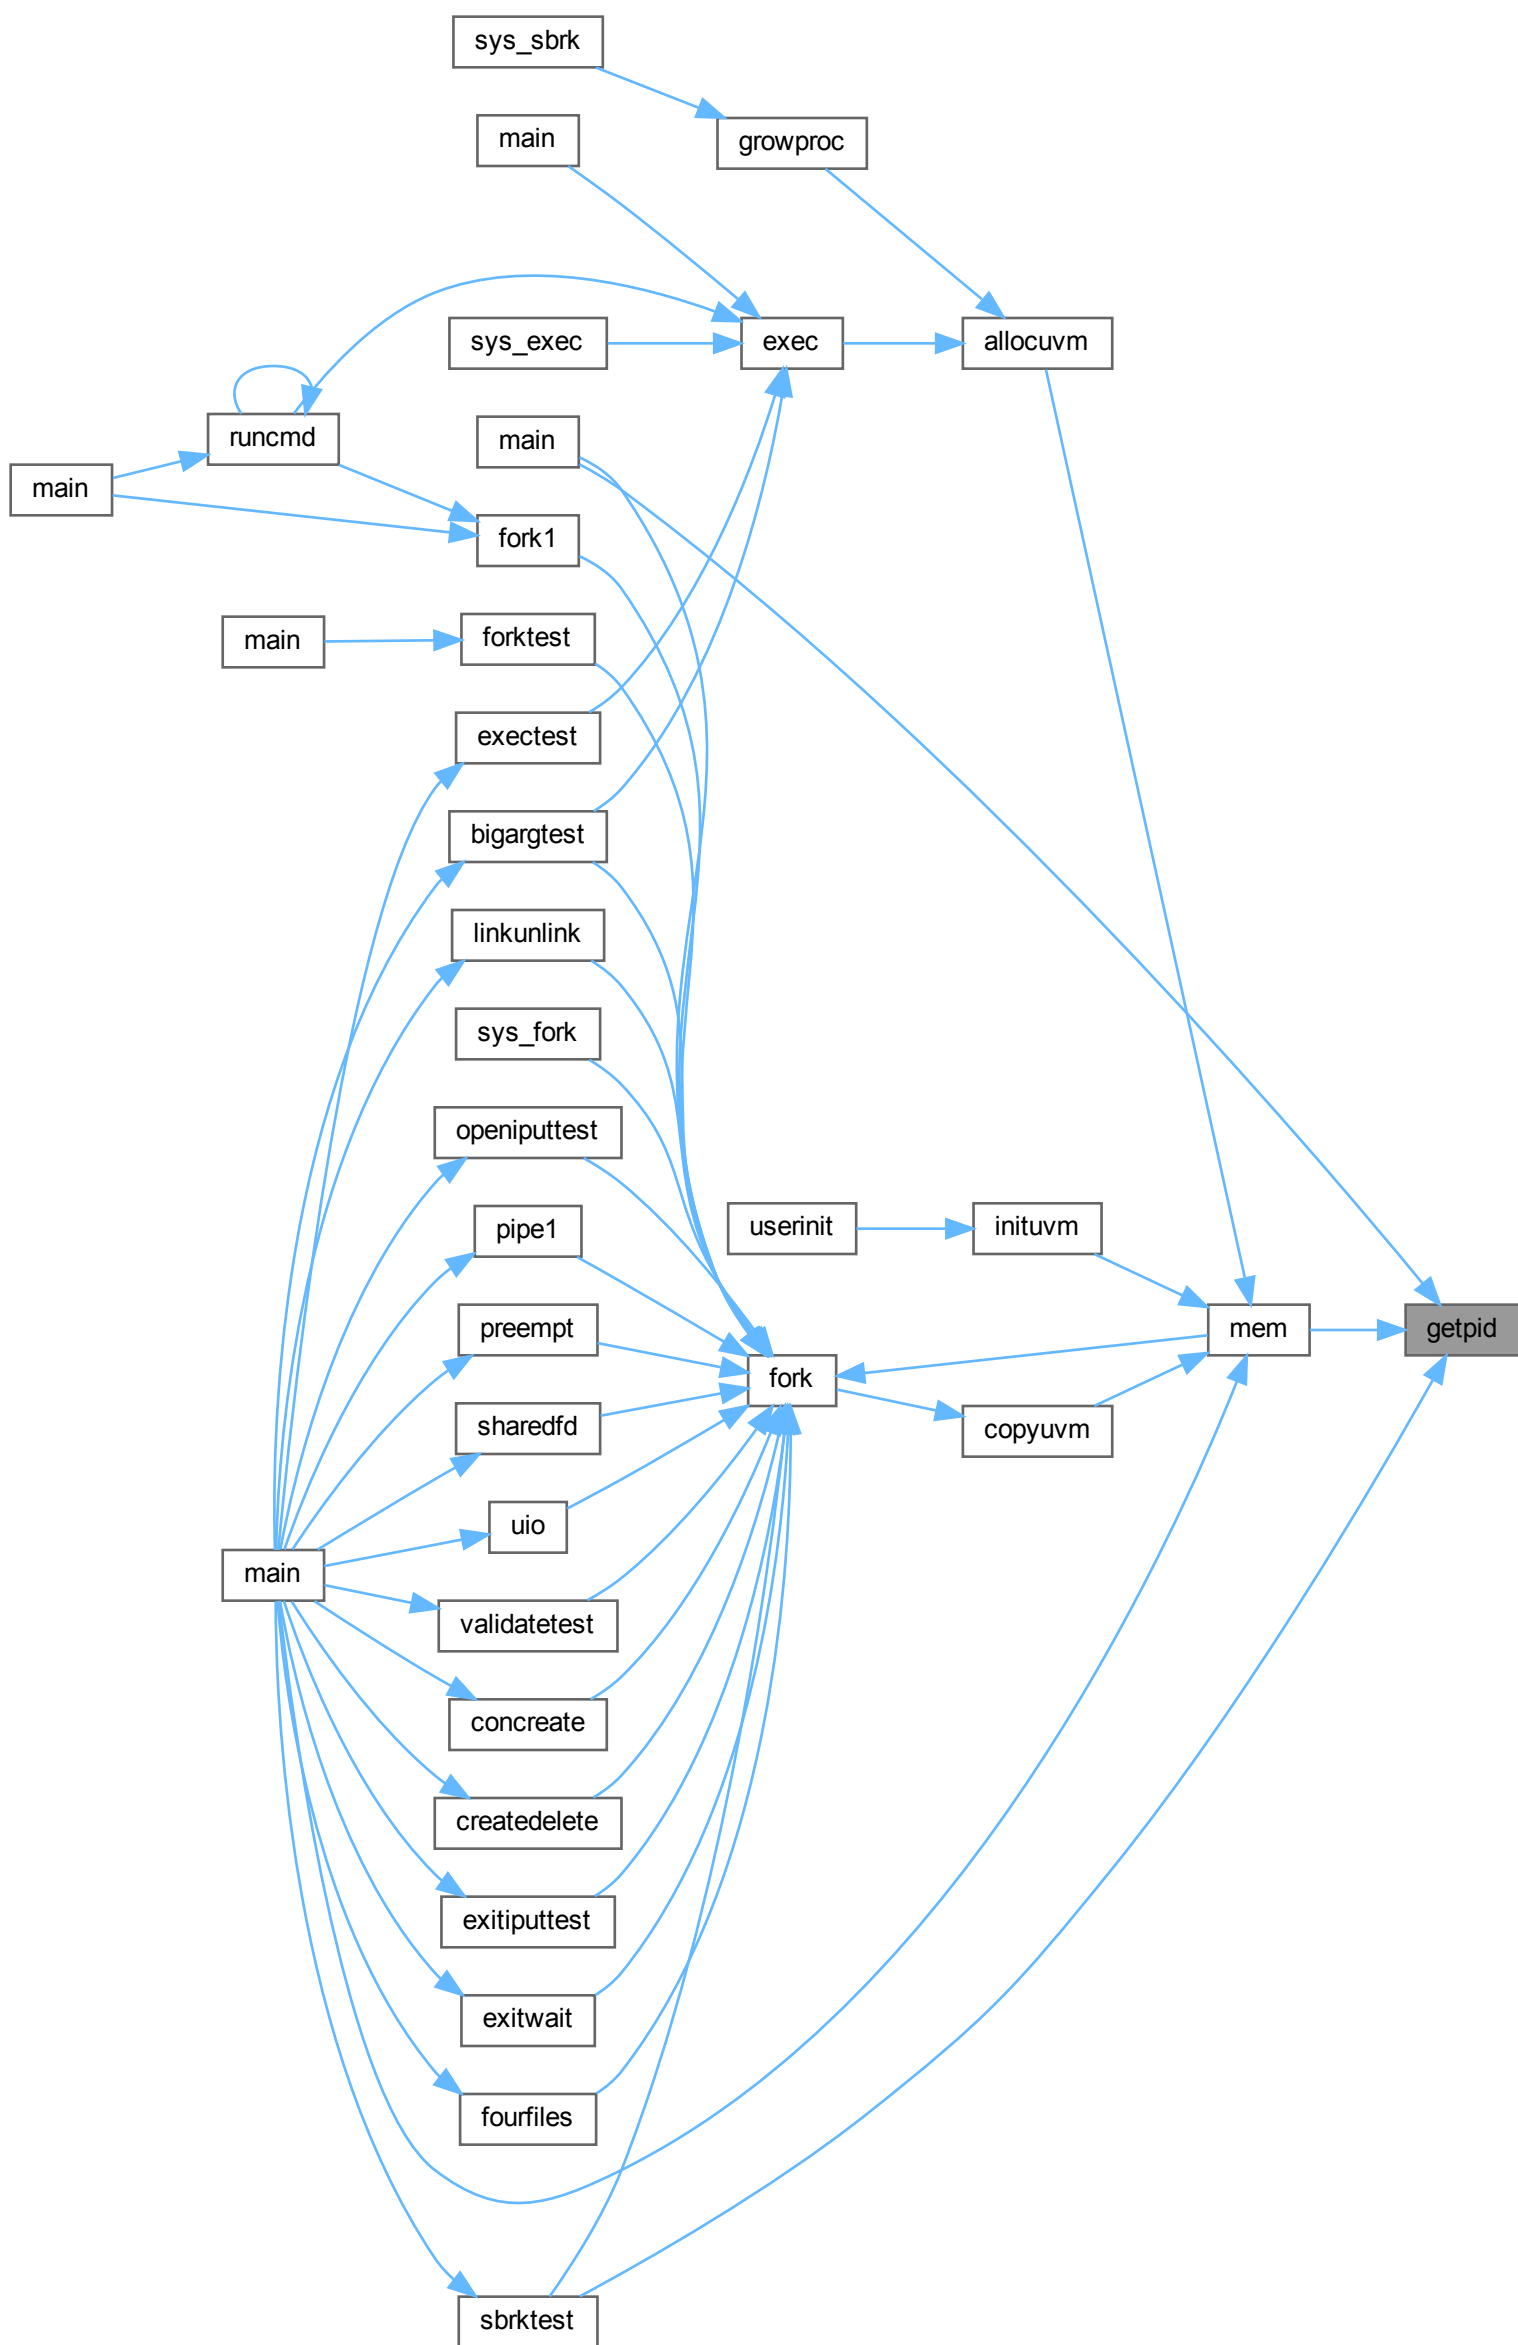 sys_sbrk
main
growproc
sys_exec
exec
allocuvm
runcmd
main
main
fork1
main
forktest
exectest
bigargtest
linkunlink
sys_fork
openiputtest
pipe1
userinit
inituvm
preempt
mem
getpid
fork
sharedfd
copyuvm
uio
main
validatetest
concreate
createdelete
exitiputtest
exitwait
fourfiles
sbrktest